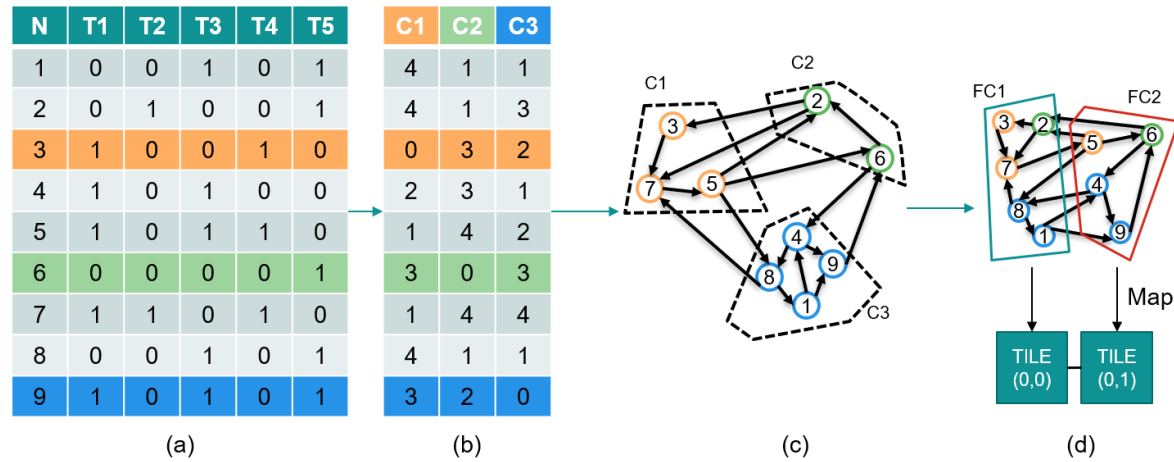 N T1 T2 T3 T4 T5
1 0 0 1 0 1
2 0 1 0 0 1
3 1 0 0 1 0
4 1 0 1 0 0
5 1 0 1 1 0
6 0 0 0 0 1
7 1 1 0 1 0
8 0 0 1 0 1
9 1 0 1 0 1
(a)
C1 C2 C3
4 1 1
4 1 3
0 3 2
2 3 1
1 4 2
3 0 3
1 4 4
4 1 1
3 2 0
(b)
C1
C2
2
3
6
7
5
4
9
8
1
C3
(c)
FC1
FC2
3
2
6
5
7
4
8
1
9
Map
TILE
(0,0)
TILE
(0,1)
(d)